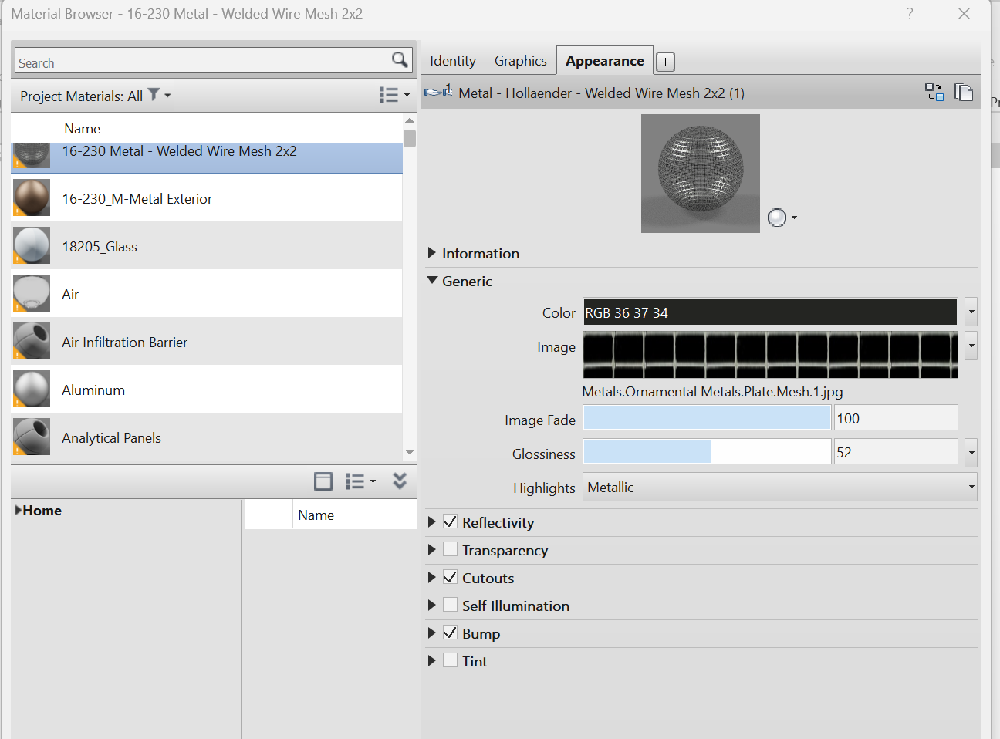 Material Browser - 16-230 Metal - Welded Wire Mesh 2x2
?
Search
Project Materials: All
Name
16-230 Metal - Welded Wire Mesh 2x2
16-230_M-Metal Exterior
18205_Glass
Air
Air Infiltration Barrier
Aluminum
Analytical Panels
Home
Name
Identity
Graphics
Appearance
+
1
Metal - Hollaender - Welded Wire Mesh 2x2 (1)
Information
Generic
Color
RGB 36 37 34
Image
Metals.Ornamental Metals.Plate.Mesh.1.jpg
Image Fade
100
Glossiness
52
Highlights
Metallic
Reflectivity
Transparency
Cutouts
Self Illumination
Bump
Tint